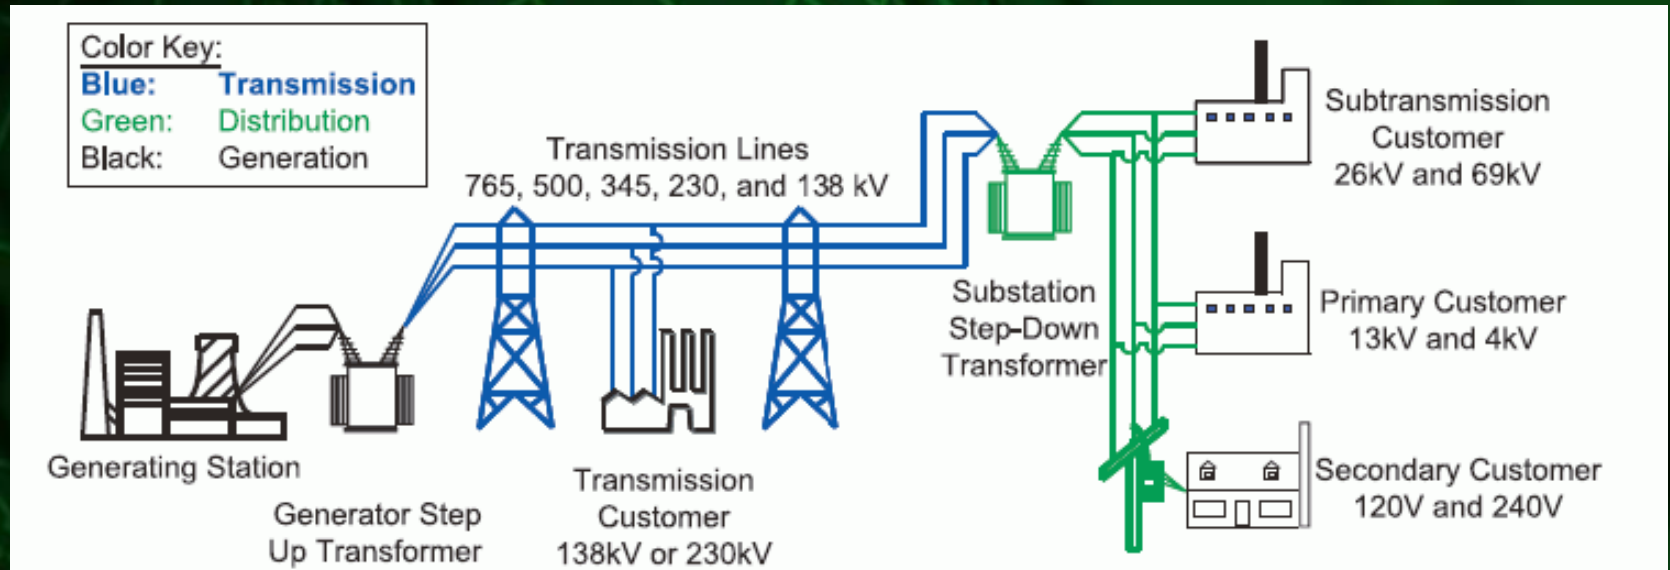 Color Key:
Blue: Transmission
Green: Distribution
Black: Generation
Transmission Lines
765, 500, 345, 230, and 138 kV
Subtransmission
Customer
26kV and 69kV
Substation
Step-Down
Transformer
Primary Customer
13kV and 4kV
Generating Station
Generator Step
Up Transformer
Transmission
Customer
138kV or 230kV
Secondary Customer
120V and 240V